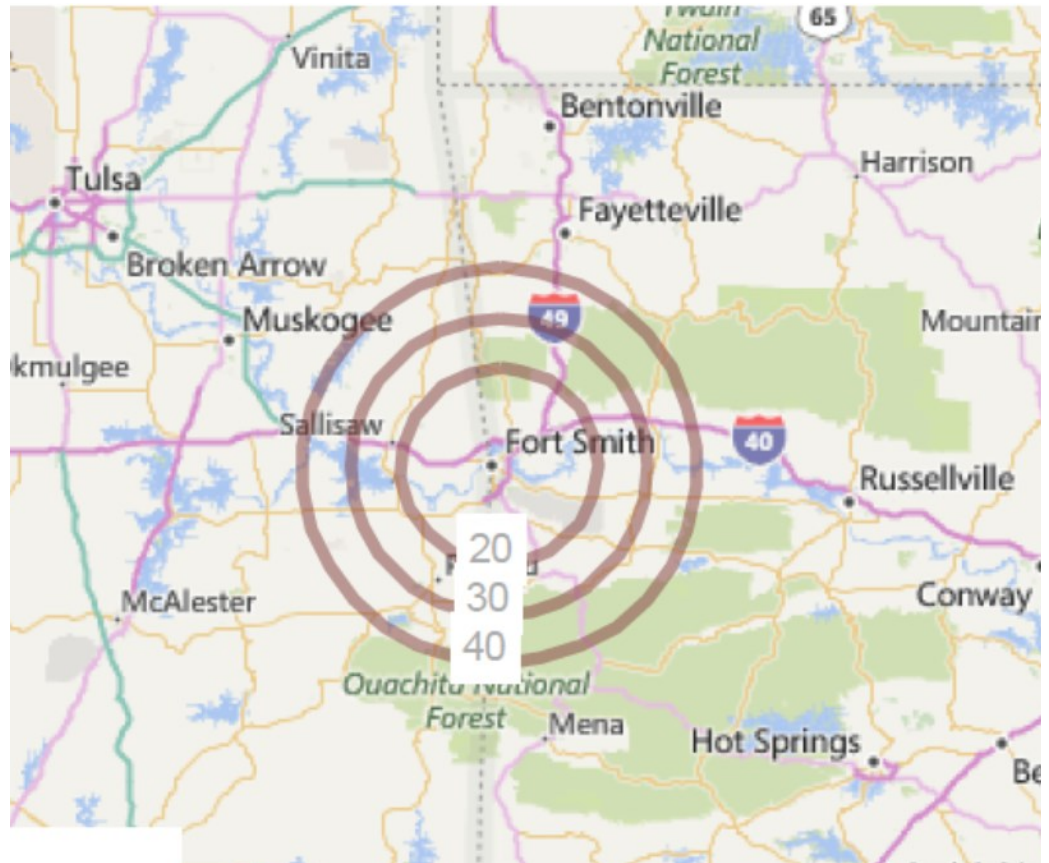 Twain
National
Forest
65
Vinita
Bentonville
Harrison
Tulsa
Fayetteville
Broken Arrow
Muskogee
49
Mountain
kmulgee
Sallisaw
Fort Smith
40
Russellville
20
30
Conway
McAlester
40
Ouachita National
Forest
Mena
Hot Springs
Be